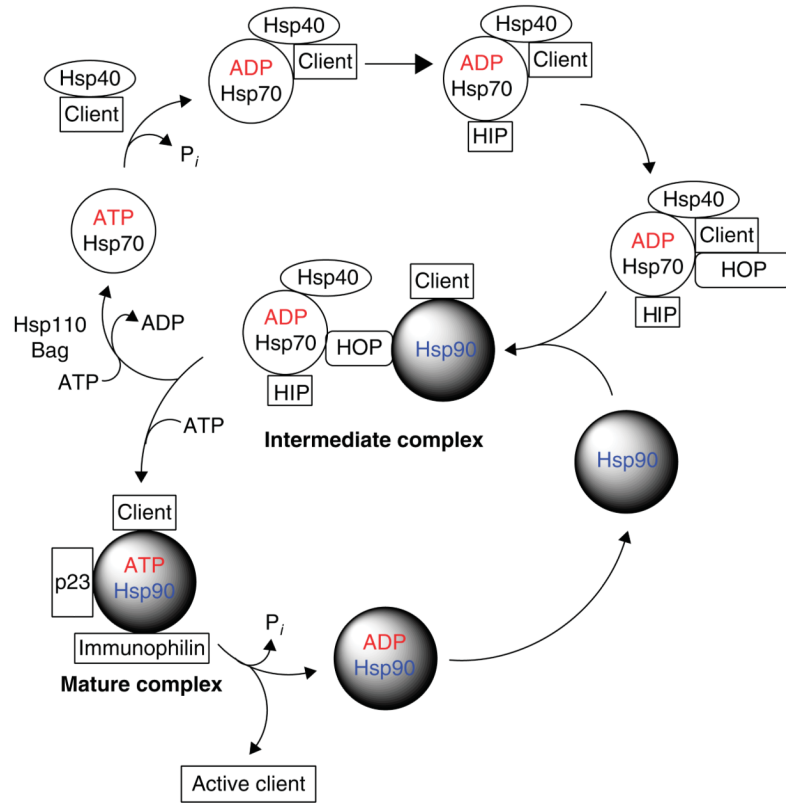 Hsp40
Client
Hsp40
ADP
Hsp70
Client
Hsp40
ADP
Hsp70
Client
HIP
P i
ATP
Hsp70
Hsp40
ADP
Hsp70
Client
HOP
HIP
Hsp110
Bag
ADP
ATP
Hsp40
ADP
Hsp70
HIP
HOP
Client
Hsp90
Intermediate complex
ATP
Hsp90
Client
p23
ATP
Hsp90
Immunophilin
Mature complex
P i
ADP
Hsp90
Active client